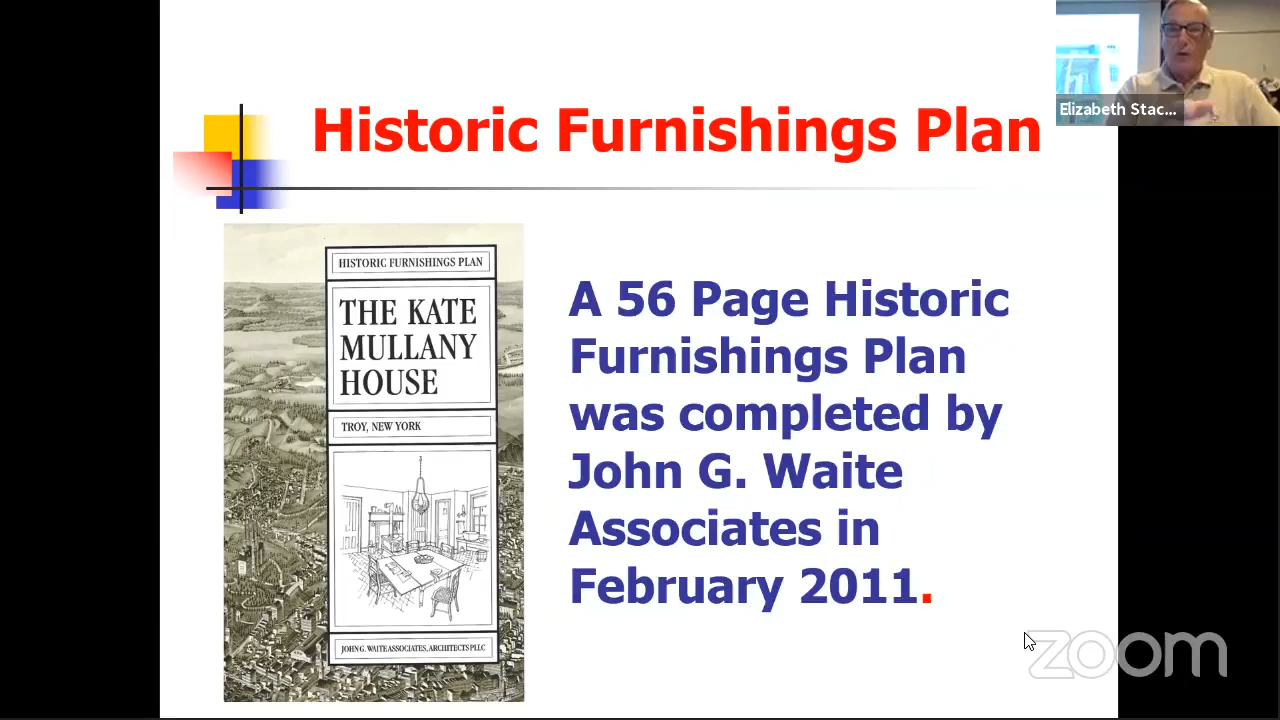 Elizabeth Stac...
Historic Furnishings Plan
HISTORIC FURNISHINGS PLAN
THE KATE
MULLANY
HOUSE
TROY, NEW YORK
JOHN G. WAITE ASSOCIATES, ARCHITECTS PLLC
A 56 Page Historic
Furnishings Plan
was completed by
John G. Waite
Associates in
February 2011.
zoom